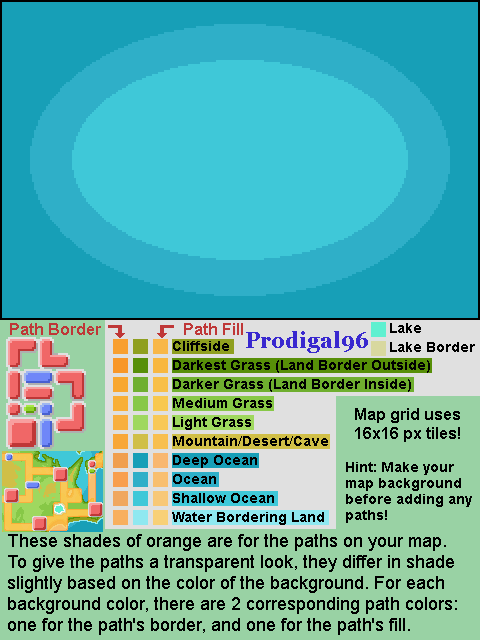 Path Border
Path Fill
Prodigal96
Lake
Lake Border
Cliffside
Darkest Grass (Land Border Outside)
Darker Grass (Land Border Inside)
Medium Grass
Light Grass
Mountain/Desert/Cave
Deep Ocean
Ocean
Shallow Ocean
Water Bordering Land
Map grid uses
16x16 px tiles!
Hint: Make your
map background
before adding any
paths!
These shades of orange are for the paths on your map.
To give the paths a transparent look, they differ in shade
slightly based on the color of the background. For each
background color, there are 2 corresponding path colors:
one for the path's border, and one for the path's fill.